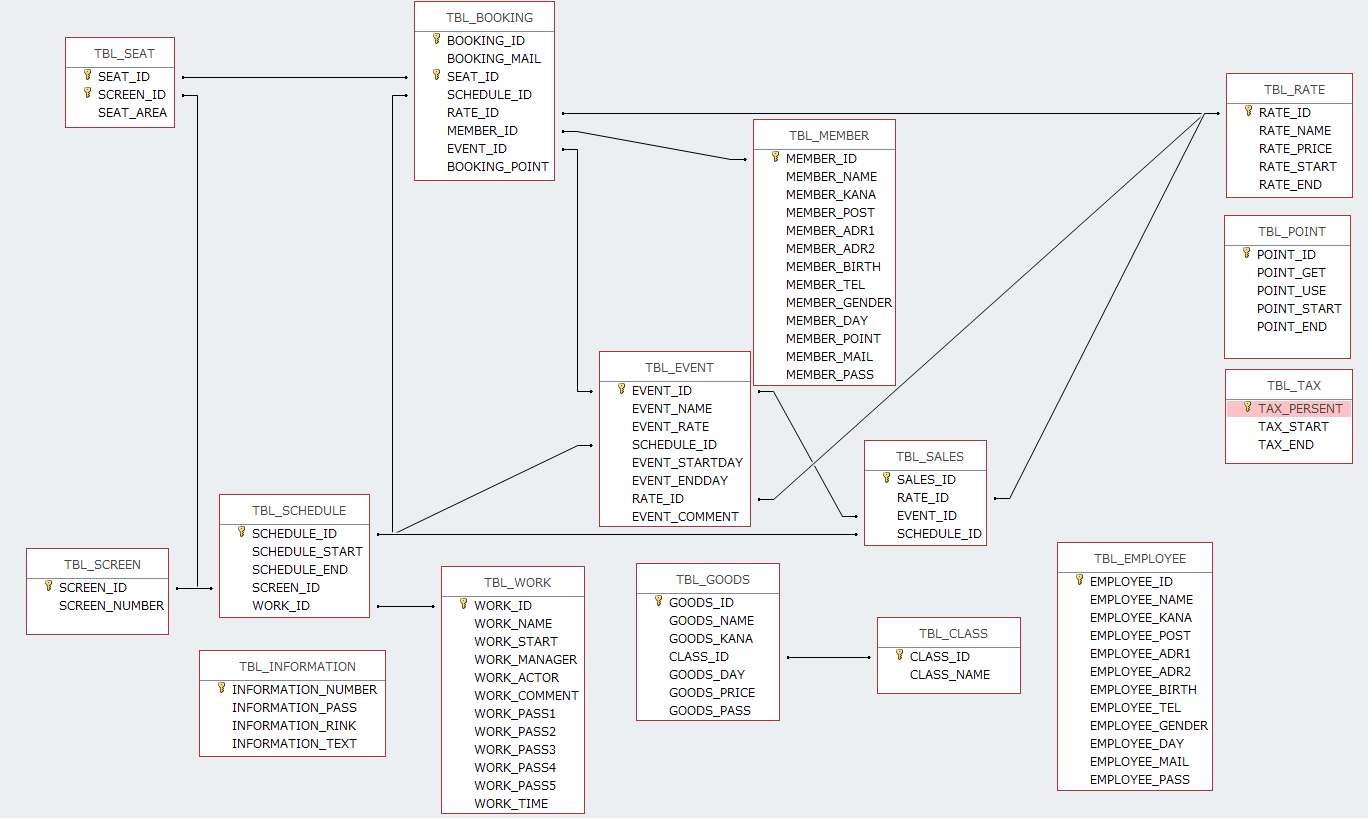 TBL_SEAT
SEAT_ID
SCREEN_ID
SEAT_AREA
TBL_BOOKING
BOOKING_ID
BOOKING_MAIL
SEAT_ID
SCHEDULE_ID
RATE_ID
MEMBER_ID
EVENT_ID
BOOKING_POINT
TBL_MEMBER
MEMBER_ID
MEMBER_NAME
MEMBER_KANA
MEMBER_POST
MEMBER_ADR1
MEMBER_ADR2
MEMBER_BIRTH
MEMBER_TEL
MEMBER_GENDER
MEMBER_DAY
MEMBER_POINT
MEMBER_MAIL
MEMBER_PASS
TBL_RATE
RATE_ID
RATE_NAME
RATE_PRICE
RATE_START
RATE_END
TBL_POINT
POINT_ID
POINT_GET
POINT_USE
POINT_START
POINT_END
TBL_TAX
TAX_PERSENT
TAX_START
TAX_END
TBL_EVENT
EVENT_ID
EVENT_NAME
EVENT_RATE
SCHEDULE_ID
EVENT_STARTDAY
EVENT_ENDDAY
RATE_ID
EVENT_COMMENT
TBL_SALES
SALES_ID
RATE_ID
EVENT_ID
SCHEDULE_ID
TBL_SCHEDULE
SCHEDULE_ID
SCHEDULE_START
SCHEDULE_END
SCREEN_ID
WORK_ID
TBL_SCREEN
SCREEN_ID
SCREEN_NUMBER
TBL_INFORMATION
INFORMATION_NUMBER
INFORMATION_PASS
INFORMATION_RINK
INFORMATION_TEXT
TBL_WORK
WORK_ID
WORK_NAME
WORK_START
WORK_MANAGER
WORK_ACTOR
WORK_COMMENT
WORK_PASS1
WORK_PASS2
WORK_PASS3
WORK_PASS4
WORK_PASS5
WORK_TIME
TBL_GOODS
GOODS_ID
GOODS_NAME
GOODS_KANA
CLASS_ID
GOODS_DAY
GOODS_PRICE
GOODS_PASS
TBL_CLASS
CLASS_ID
CLASS_NAME
TBL_EMPLOYEE
EMPLOYEE_ID
EMPLOYEE_NAME
EMPLOYEE_KANA
EMPLOYEE_POST
EMPLOYEE_ADR1
EMPLOYEE_ADR2
EMPLOYEE_BIRTH
EMPLOYEE_TEL
EMPLOYEE_GENDER
EMPLOYEE_DAY
EMPLOYEE_MAIL
EMPLOYEE_PASS